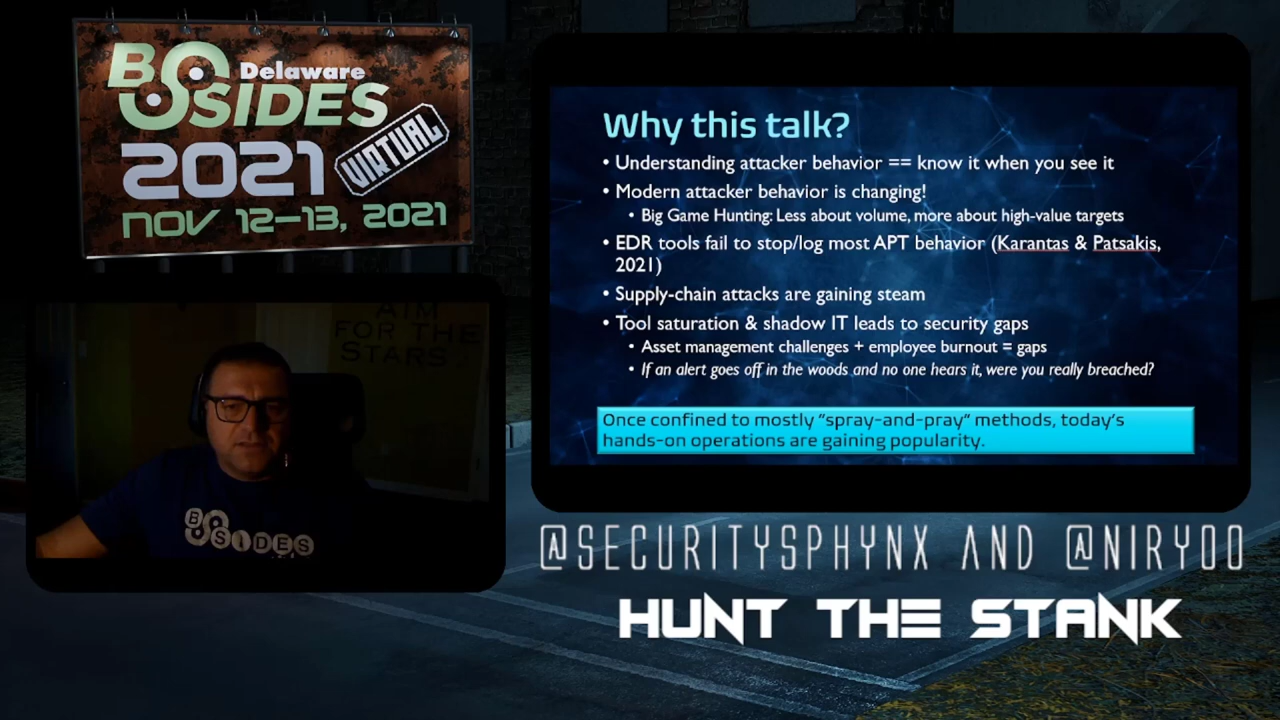 BSIDES
Delaware
2021
VIRTUAL
NOV 12-13, 2021
AIM
FOR THE
STARS
BSIDES
Why this talk?
• Understanding attacker behavior == know it when you see it
• Modern attacker behavior is changing!
• Big Game Hunting: Less about volume, more about high-value targets
• EDR tools fail to stop/log most APT behavior (Karantas & Patsakis,
2021)
• Supply-chain attacks are gaining steam
• Tool saturation & shadow IT leads to security gaps
• Asset management challenges + employee burnout = gaps
• If an alert goes off in the woods and no one hears it, were you really breached?
Once confined to mostly "spray-and-pray" methods, today's
hands-on operations are gaining popularity.
@SECURITYSPHYNX AND @NIRYOO
HUNT THE STANK